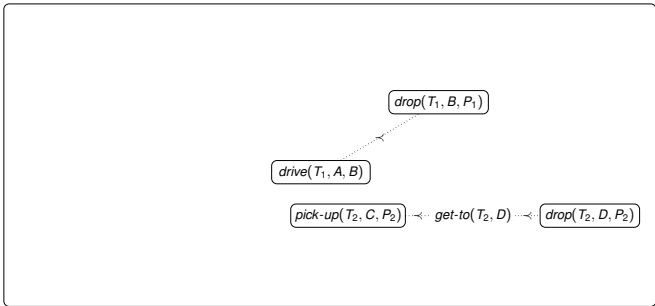 drop(T₁, B, P₁)
≺
drive(T₁, A, B)
pick-up(T₂, C, P₂) ≺ get-to(T₂, D) ≺ drop(T₂, D, P₂)